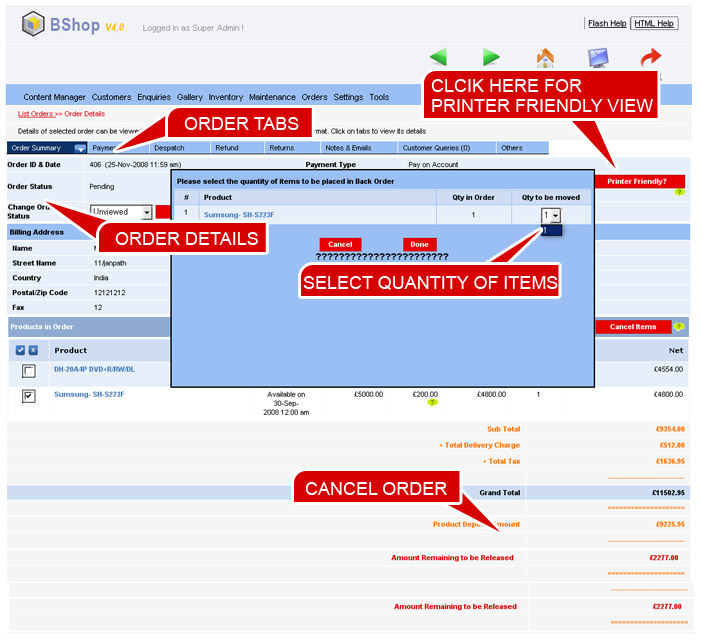 BShop V4.0
Logged in as Super Admin !
Flash Help
HTML Help
CLCIK HERE FOR
PRINTER FRIENDLY VIEW
Content Manager Customers Enquiries Gallery Inventory Maintenance Orders Settings Tools
List Orders >> Order Details
ORDER TABS
Details of selected order can be viewe
mat. Click on tabs to view its details
Order Summary Payme Despatch Refund Returns Notes & Emails Customer Queries (0) Others
Order ID & Date 406 (25-Nov-2008 11:59 am) Payment Type Pay on Account
Order Status Pending
Please select the quantity of items to be placed in Back Order
Printer Friendly?
?
# Product Qty in Order Qty to be moved
Change Ord
Status
Unviewed
1 Sumsung- SH-S223F 1 1
Billing Address
ORDER DETAILS
Cancel Done
Name
????????????????????????
Street Name 11/janpath
Country India
SELECT QUANTITY OF ITEMS
Postal/Zip Code 12121212
Fax 12
Products in Order
Cancel Items
?
Product Net
DH-20A4P DVD+R/RW/DL £4554.00
Sumsung- SH-S223F Available on £5000.00 £200.00 £4800.00 1 £4800.00
30-Sep-
?
2008 12:00 am
Sub Total £9354.00
+ Total Delivery Charge £512.00
+ Total Tax £1636.95
--------------------
CANCEL ORDER
Grand Total £11502.95
====================
Product Depo mount £9225.95
--------------------
Amount Remaining to be Released £2277.00
====================
--------------------
Amount Remaining to be Released £2277.00
====================